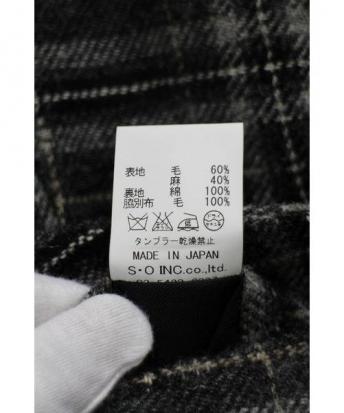 表地 毛 60%
麻 40%
裏地 綿 100%
脇別布 毛 100%
タンブラー乾燥禁止
MADE IN JAPAN
S・O INC.co.,ltd.